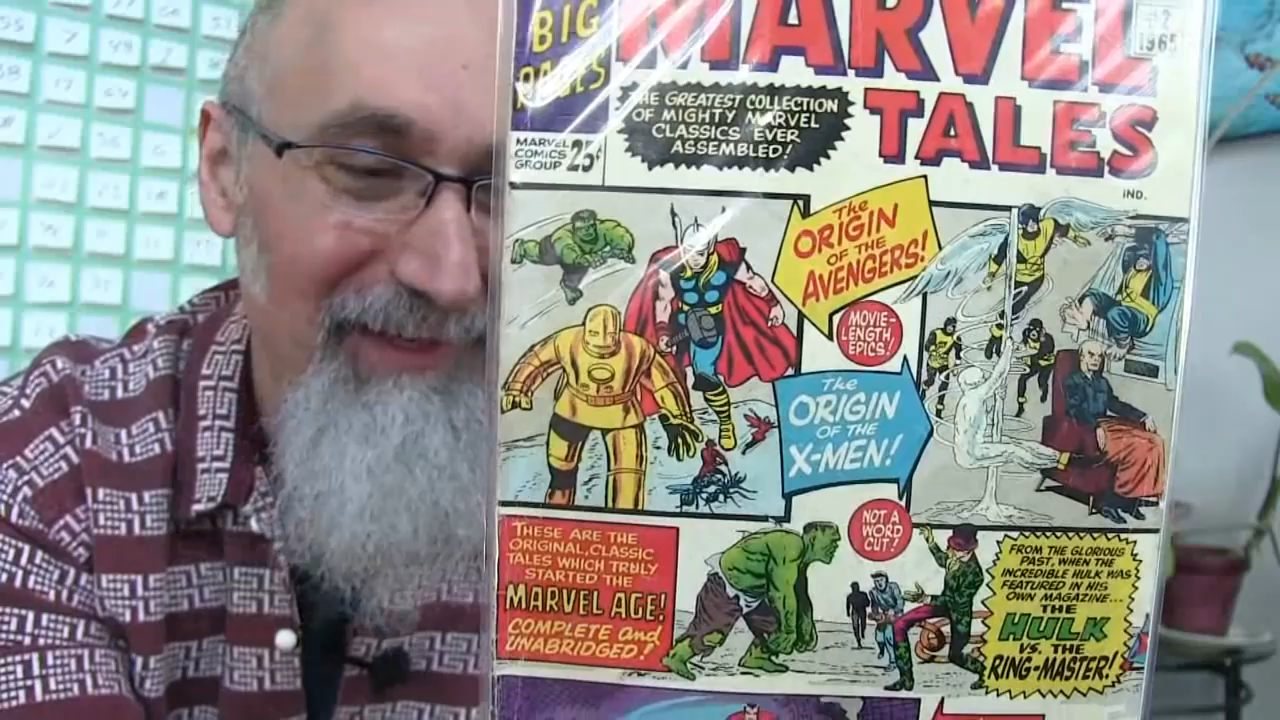 BIG
PAGES
MARVEL
TALES
#2
1965
THE GREATEST COLLECTION
OF MIGHTY MARVEL
CLASSICS EVER
ASSEMBLED!
MARVEL
COMICS
GROUP
25¢
IND.
The
ORIGIN
OF THE
AVENGERS!
MOVIE-
LENGTH
EPICS!
The
ORIGIN
OF THE
X-MEN!
NOT A
WORD
CUT!
THESE ARE THE
ORIGINAL, CLASSIC
TALES WHICH TRULY
STARTED THE
MARVEL AGE!
COMPLETE and
UNABRIDGED!
FROM THE GLORIOUS
PAST, WHEN THE
INCREDIBLE HULK WAS
FEATURED IN HIS
OWN MAGAZINE...
THE
HULK
VS. THE
RING-MASTER!